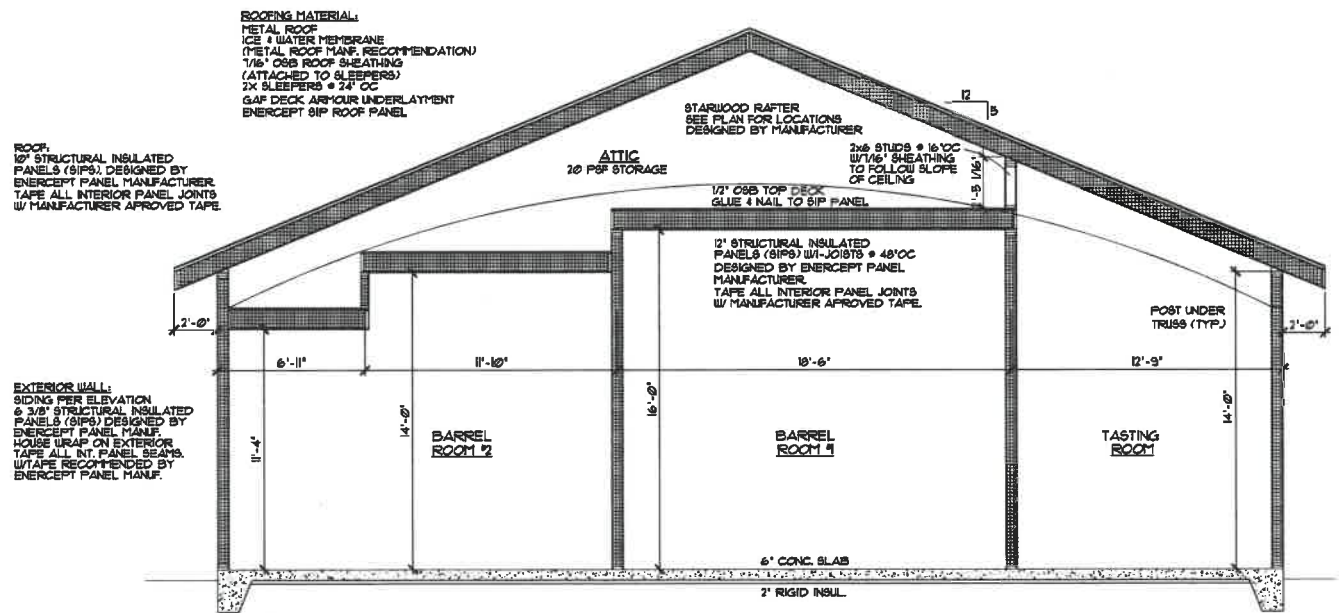 ROOFING MATERIAL:
METAL ROOF
ICE & WATER MEMBRANE
(METAL ROOF MANF. RECOMMENDATION)
7/16" OSB ROOF SHEATHING
(ATTACHED TO SLEEPERS)
2X SLEEPERS @ 24" OC
GAF DECK ARMOUR UNDERLAYMENT
ENERCEPT SIP ROOF PANEL
12
5
STARWOOD RAFTER
SEE PLAN FOR LOCATIONS
DESIGNED BY MANUFACTURER
ROOF:
10" STRUCTURAL INSULATED
PANELS (SIPS), DESIGNED BY
ENERCEPT PANEL MANUFACTURER.
TAPE ALL INTERIOR PANEL JOINTS
W/ MANUFACTURER APROVED TAPE.
ATTIC
20 PSF STORAGE
2x6 STUDS @ 16"OC
W/7/16" SHEATHING
TO FOLLOW SLOPE
OF CEILING
1/2" OSB TOP DECK
GLUE & NAIL TO SIP PANEL
'-5 1/16"
12" STRUCTURAL INSULATED
PANELS (SIPS) W/I-JOISTS @ 48"OC
DESIGNED BY ENERCEPT PANEL
MANUFACTURER.
TAPE ALL INTERIOR PANEL JOINTS
W/ MANUFACTURER APROVED TAPE.
POST UNDER
TRUSS (TYP.)
2'-0"
2'-0"
6'-11"
11'-10"
18'-6"
12'-9"
EXTERIOR WALL:
SIDING PER ELEVATION
6 3/8" STRUCTURAL INSULATED
PANELS (SIPS) DESIGNED BY
ENERCEPT PANEL MANUF.
HOUSE WRAP ON EXTERIOR
TAPE ALL INT. PANEL SEAMS.
W/TAPE RECOMMENDED BY
ENERCEPT PANEL MANUF.
11'-4"
14'-0"
16'-0"
14'-0"
BARREL
ROOM #2
BARREL
ROOM #1
TASTING
ROOM
6" CONC. SLAB
2" RIGID INSUL.